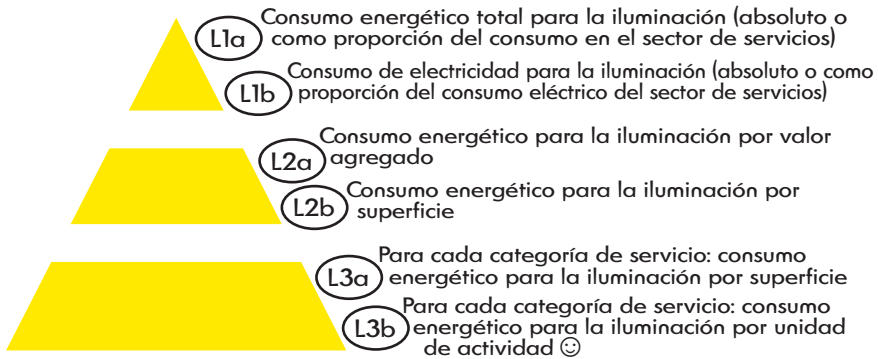 L1a Consumo energético total para la iluminación (absoluto o
como proporción del consumo en el sector de servicios)
L1b Consumo de electricidad para la iluminación (absoluto o como
proporción del consumo eléctrico del sector de servicios)
L2a Consumo energético para la iluminación por valor
agregado
L2b Consumo energético para la iluminación por
superficie
L3a Para cada categoría de servicio: consumo
energético para la iluminación por superficie
L3b Para cada categoría de servicio: consumo
energético para la iluminación por unidad
de actividad ☺